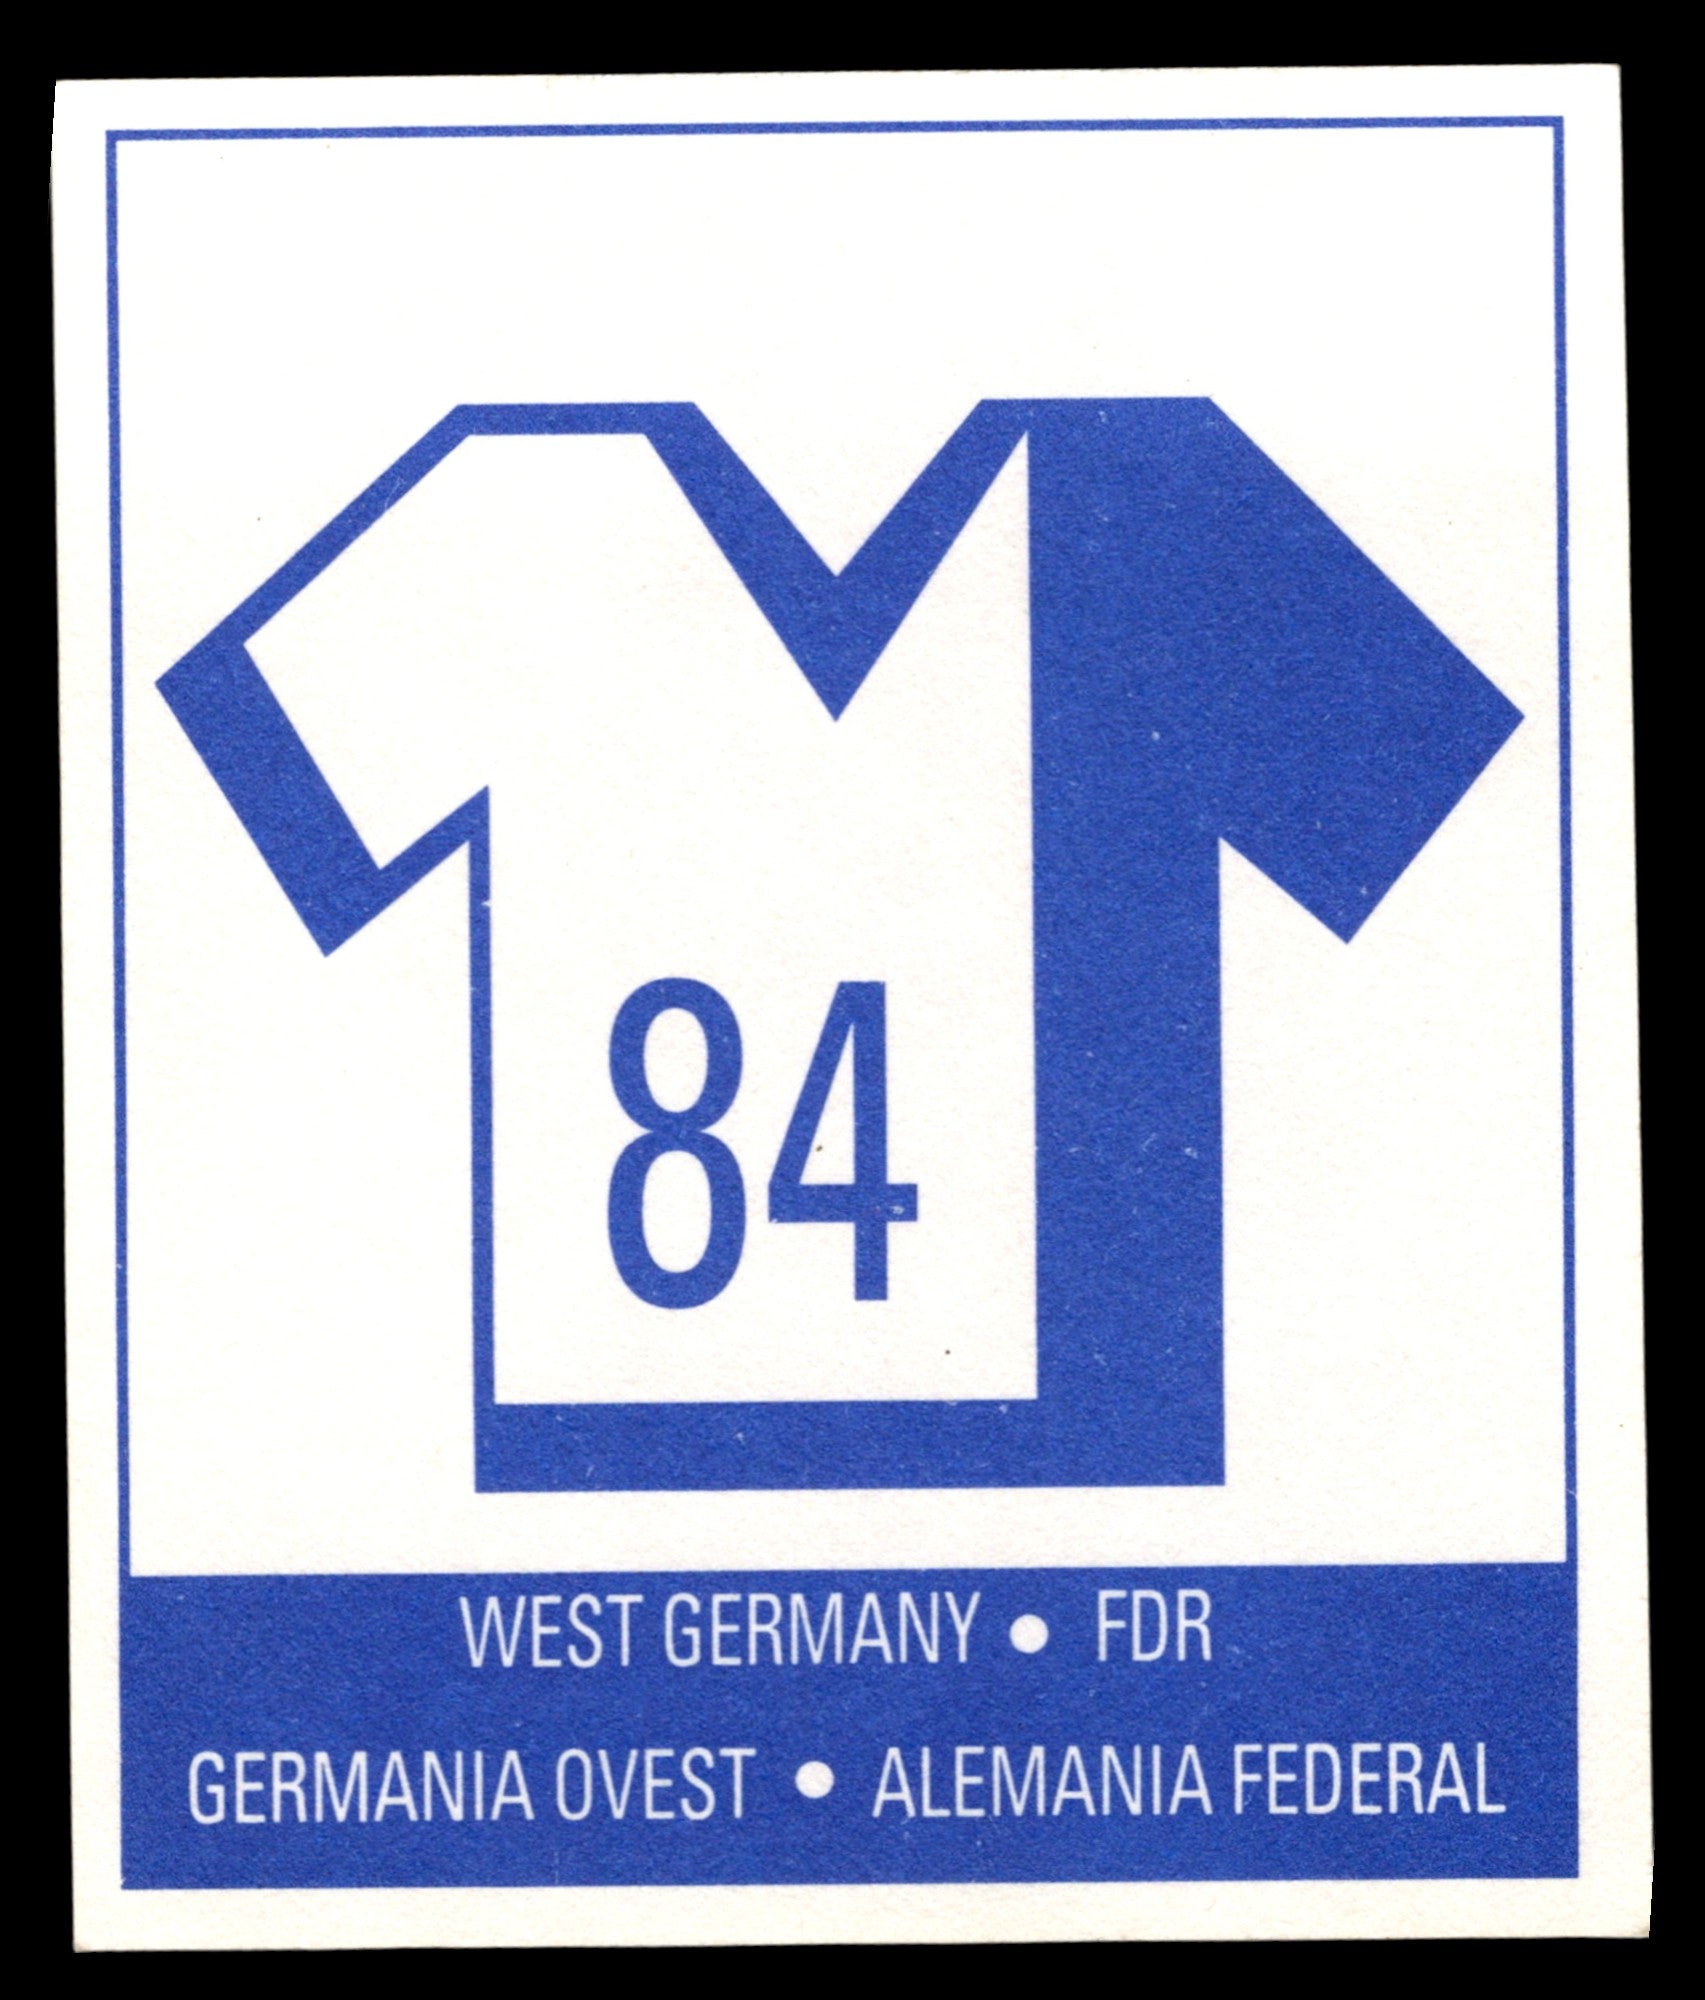 84
WEST GERMANY • FDR
GERMANIA OVEST • ALEMANIA FEDERAL